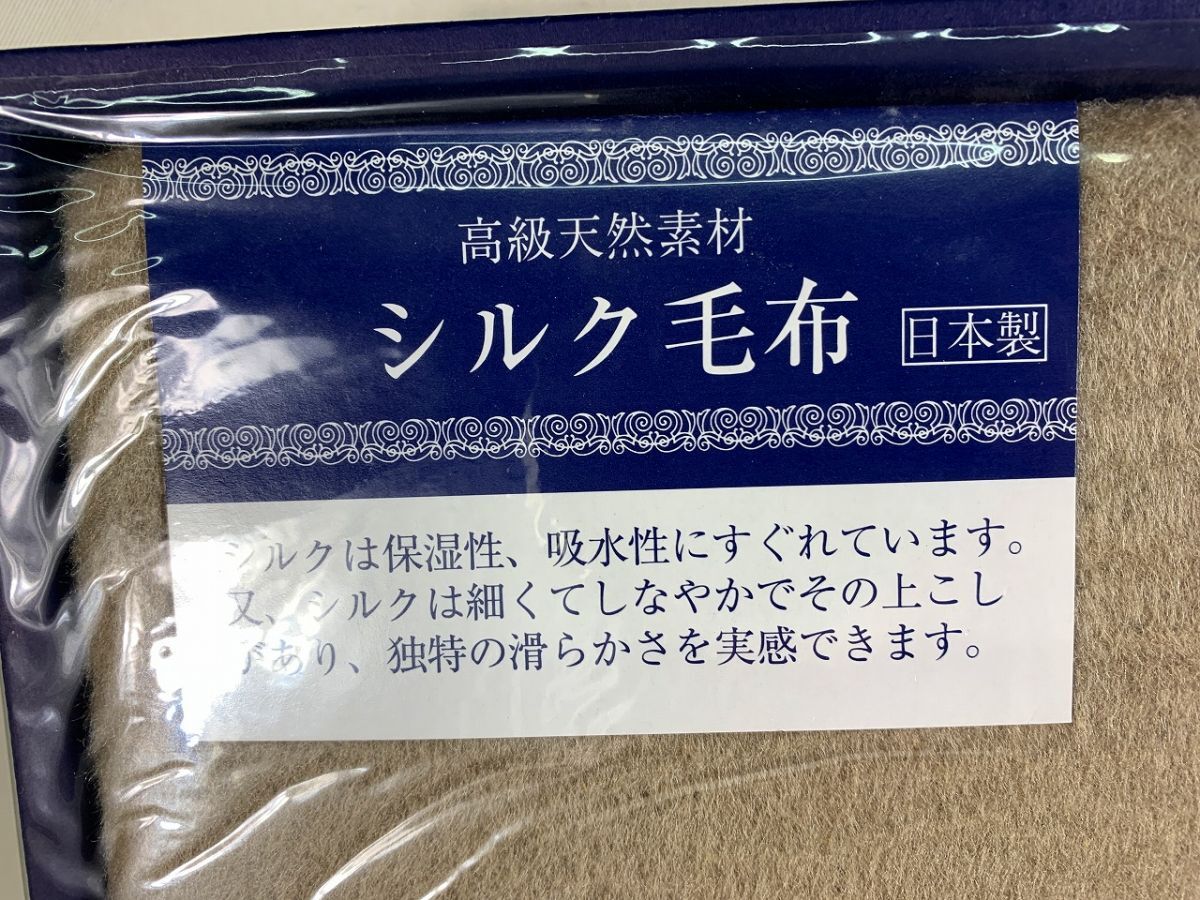 高級天然素材
シルク毛布 日本製
シルクは保湿性、吸水性にすぐれています。
又、シルクは細くてしなやかでその上こし
があり、独特の滑らかさを実感できます。